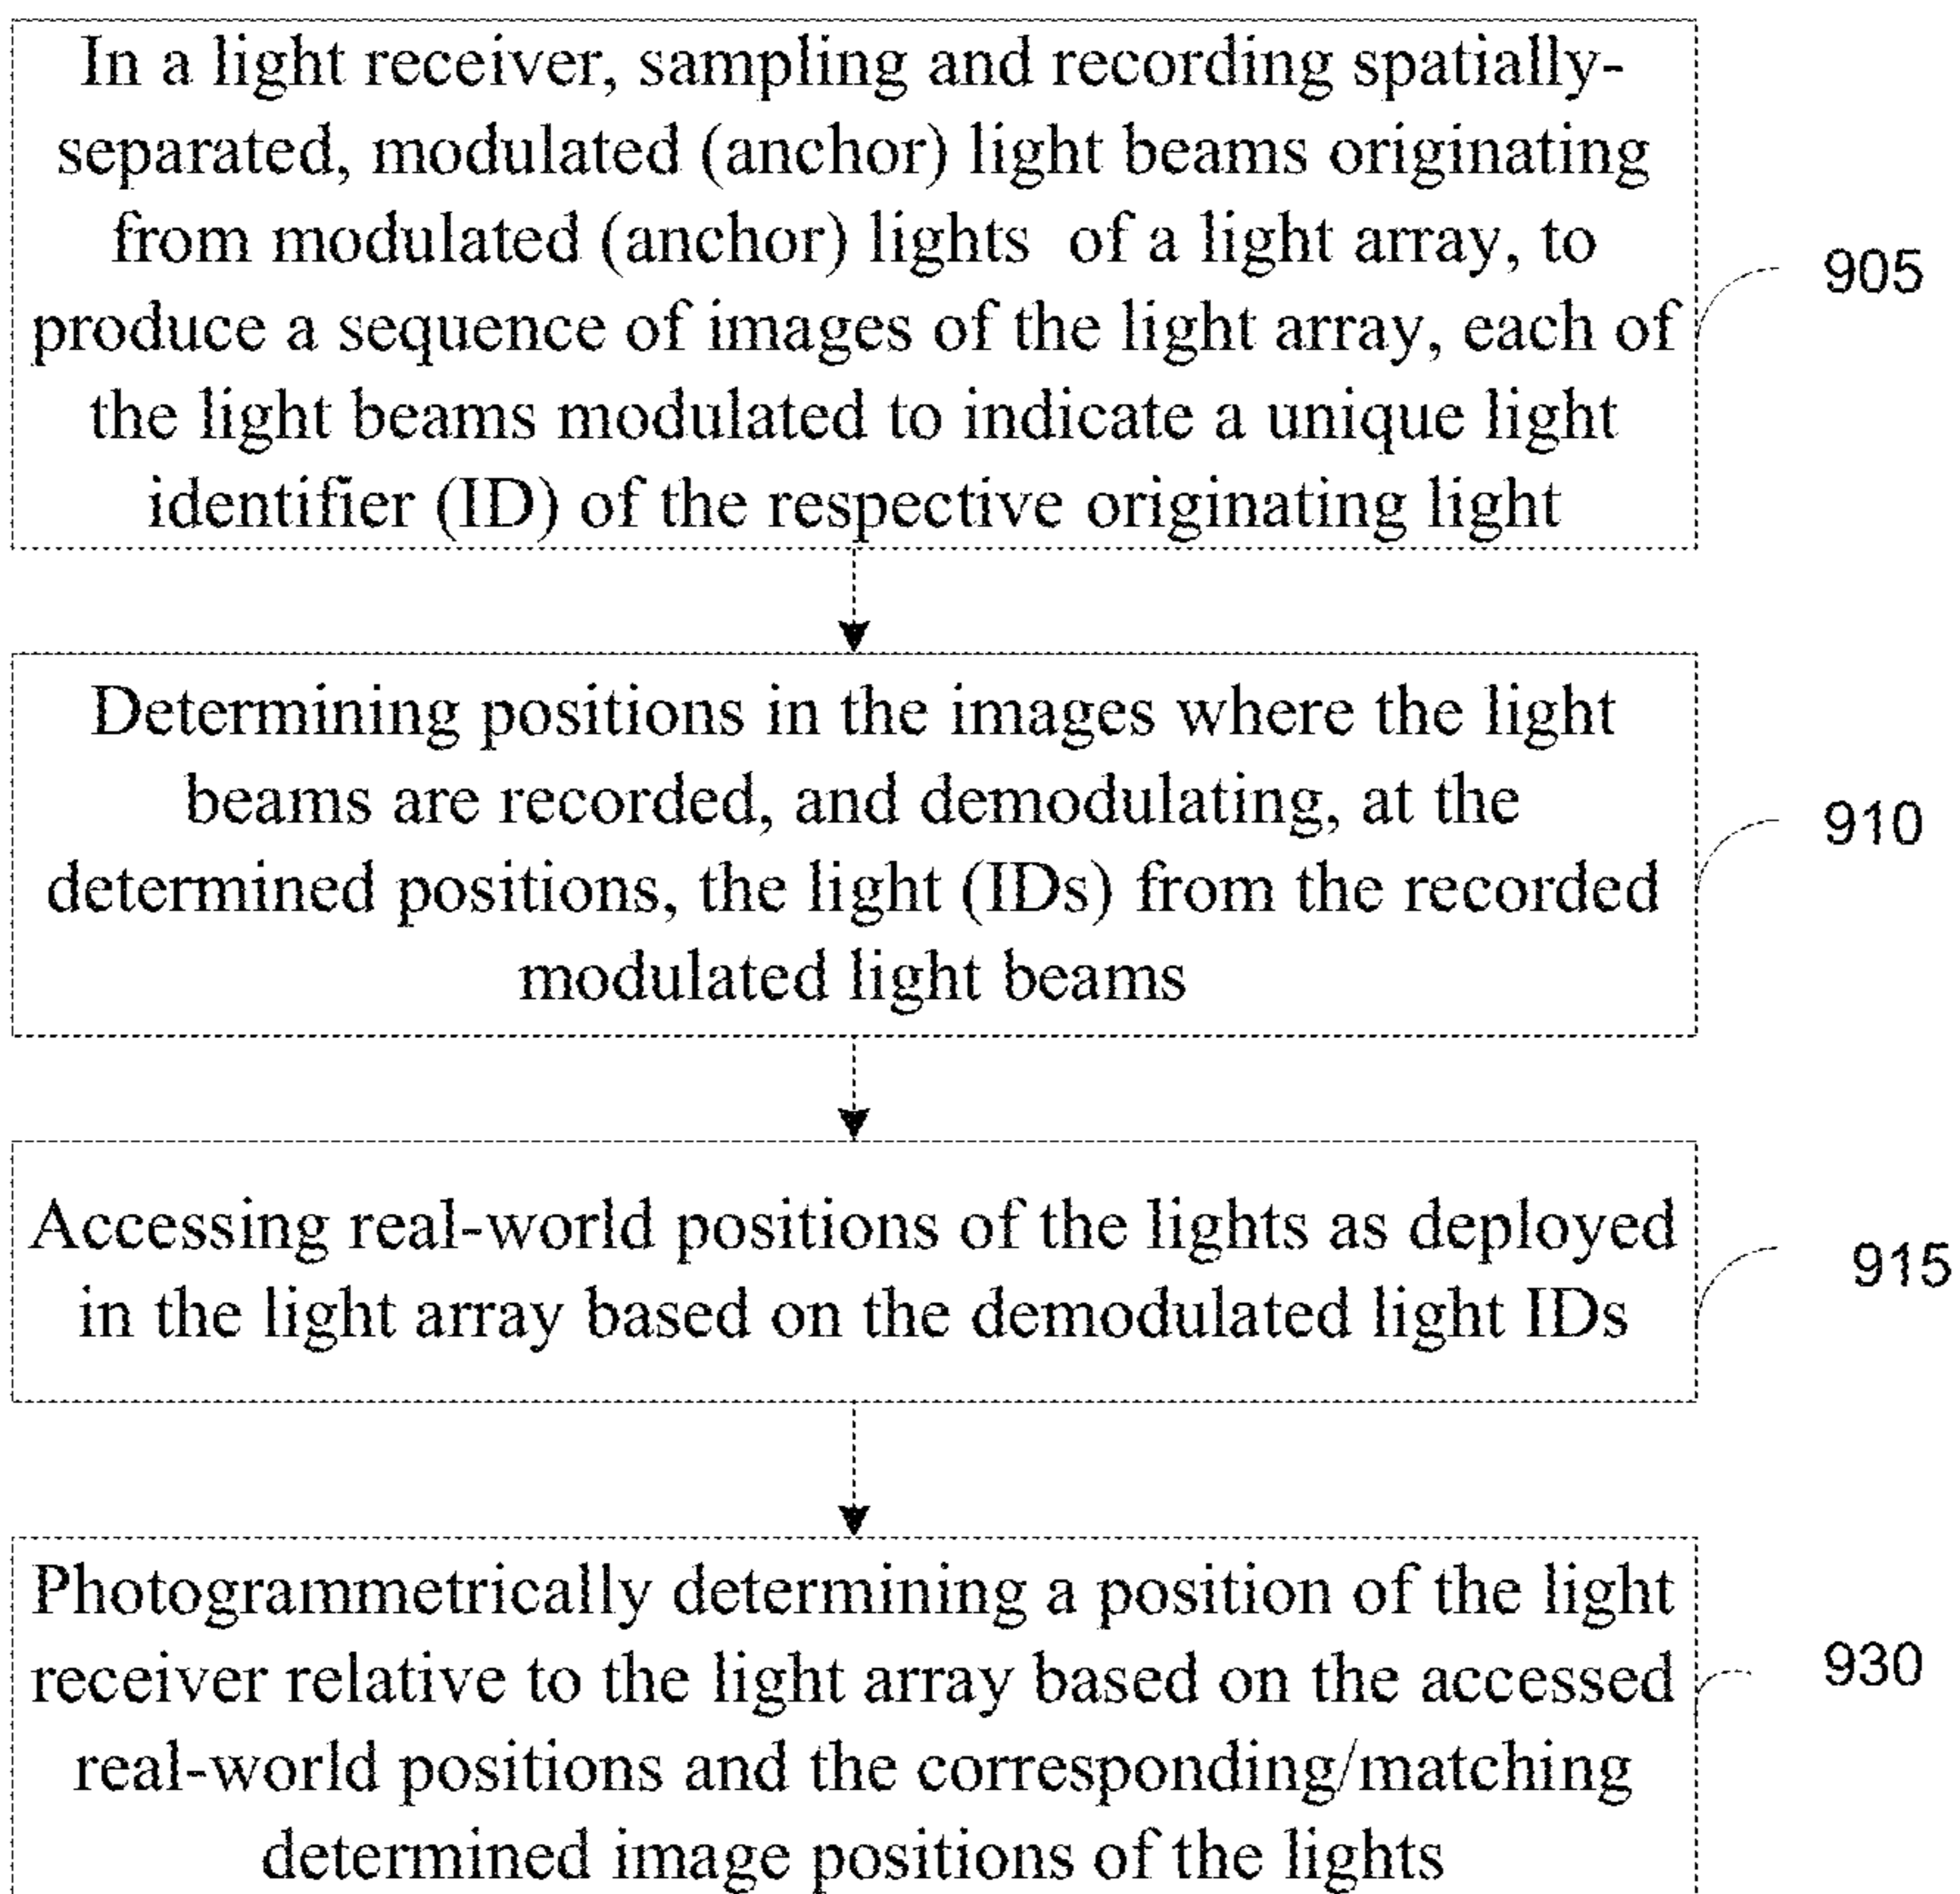 In a light receiver, sampling and recording spatially-
separated, modulated (anchor) light beams originating
from modulated (anchor) lights of a light array, to
produce a sequence of images of the light array, each of
the light beams modulated to indicate a unique light
identifier (ID) of the respective originating light
905
Determining positions in the images where the light
beams are recorded, and demodulating, at the
determined positions, the light (IDs) from the recorded
modulated light beams
910
Accessing real-world positions of the lights as deployed
in the light array based on the demodulated light IDs
915
Photogrammetrically determining a position of the light
receiver relative to the light array based on the accessed
real-world positions and the corresponding/matching
determined image positions of the lights
930